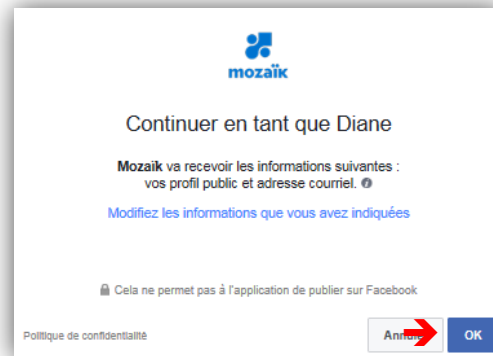 mozaïk
Continuer en tant que Diane
Mozaïk va recevoir les informations suivantes :
vos profil public et adresse courriel.
Modifiez les informations que vous avez indiquées
Cela ne permet pas à l'application de publier sur Facebook
Politique de confidentialité
OK